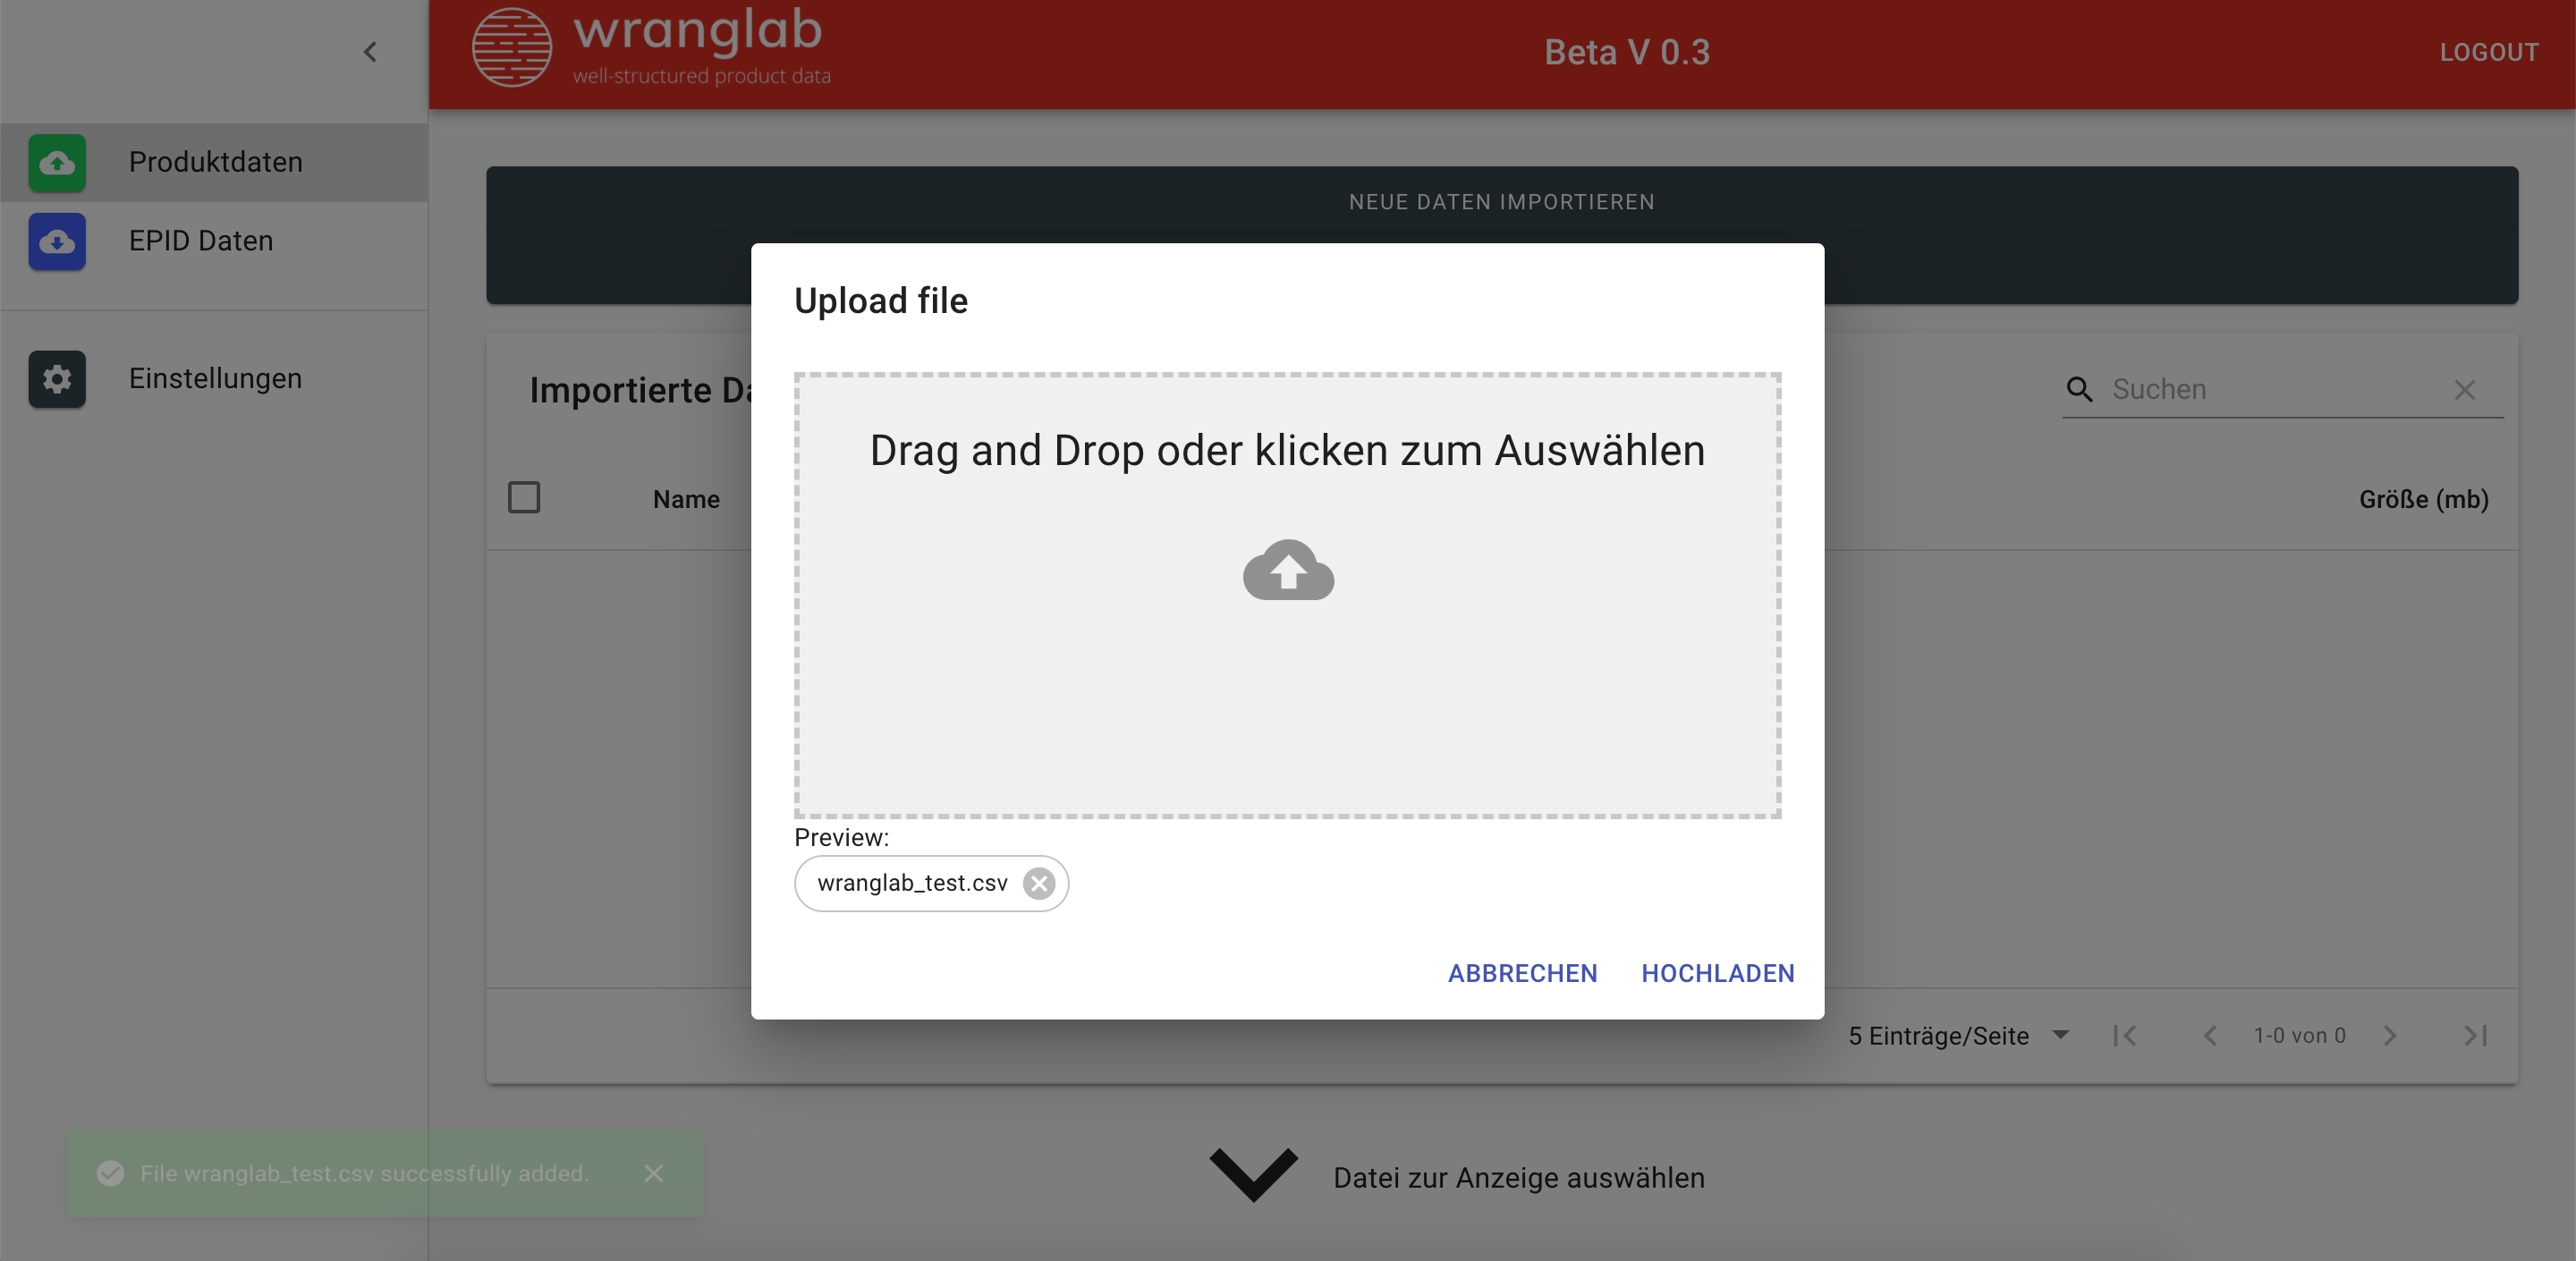 wranglab
well-structured product data
Beta V 0.3
LOGOUT
Produktdaten
EPID Daten
Einstellungen
NEUE DATEN IMPORTIEREN
Importierte Da
Suchen
Name
Größe (mb)
Upload file
Drag and Drop oder klicken zum Auswählen
Preview:
wranglab_test.csv
ABBRECHEN
HOCHLADEN
5 Einträge/Seite
1-0 von 0
File wranglab_test.csv successfully added.
Datei zur Anzeige auswählen